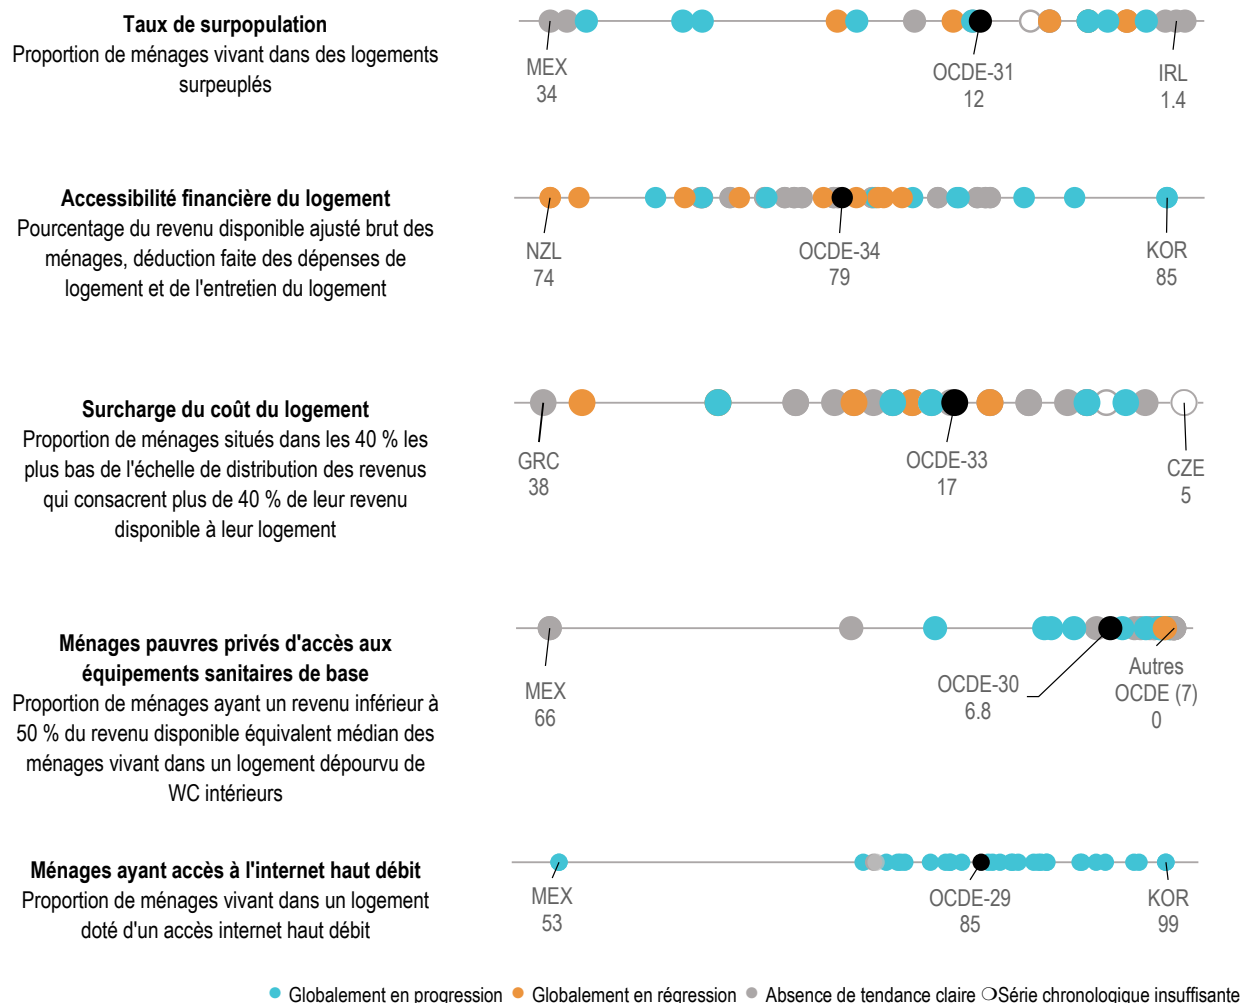 Taux de surpopulation
Proportion de ménages vivant dans des logements
surpeuplés
MEX
34
OCDE-31
12
IRL
1.4
Accessibilité financière du logement
Pourcentage du revenu disponible ajusté brut des
ménages, déduction faite des dépenses de
logement et de l'entretien du logement
NZL
74
OCDE-34
79
KOR
85
Surcharge du coût du logement
Proportion de ménages situés dans les 40 % les
plus bas de l'échelle de distribution des revenus
qui consacrent plus de 40 % de leur revenu
disponible à leur logement
GRC
38
OCDE-33
17
CZE
5
Ménages pauvres privés d'accès aux
équipements sanitaires de base
Proportion de ménages ayant un revenu inférieur à
50 % du revenu disponible équivalent médian des
ménages vivant dans un logement dépourvu de
WC intérieurs
MEX
66
OCDE-30
6.8
Autres
OCDE (7)
0
Ménages ayant accès à l'internet haut débit
Proportion de ménages vivant dans un logement
doté d'un accès internet haut débit
MEX
53
OCDE-29
85
KOR
99
Globalement en progression Globalement en régression Absence de tendance claire Série chronologique insuffisante